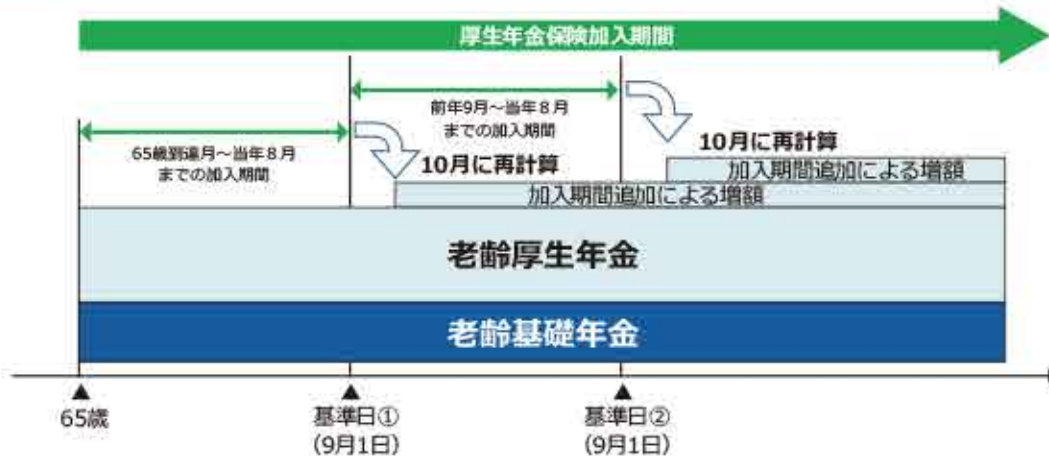 厚生年金保険加入期間
前年9月～当年8月
までの加入期間
65歳到達月～当年8月
までの加入期間
10月に再計算
10月に再計算
加入期間追加による増額
加入期間追加による増額
老齢厚生年金
老齢基礎年金
65歳
基準日①
(9月1日)
基準日②
(9月1日)